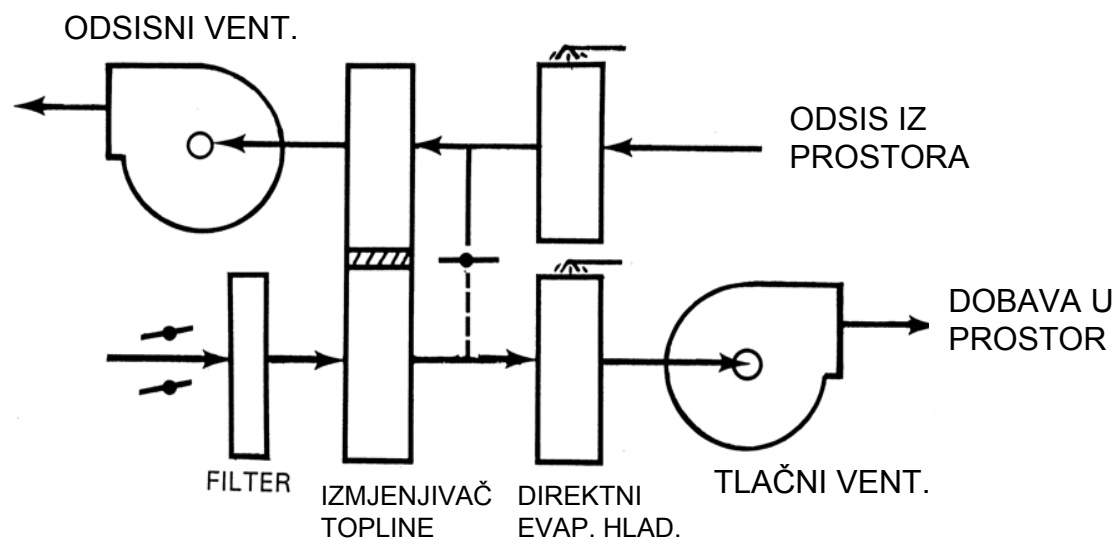 ODSISNI VENT.
ODSIS IZ
PROSTORA
DOBAVA U
PROSTOR
FILTER
IZMJENJIVAČ
TOPLINE
DIREKTNI
EVAP. HLAD.
TLAČNI VENT.